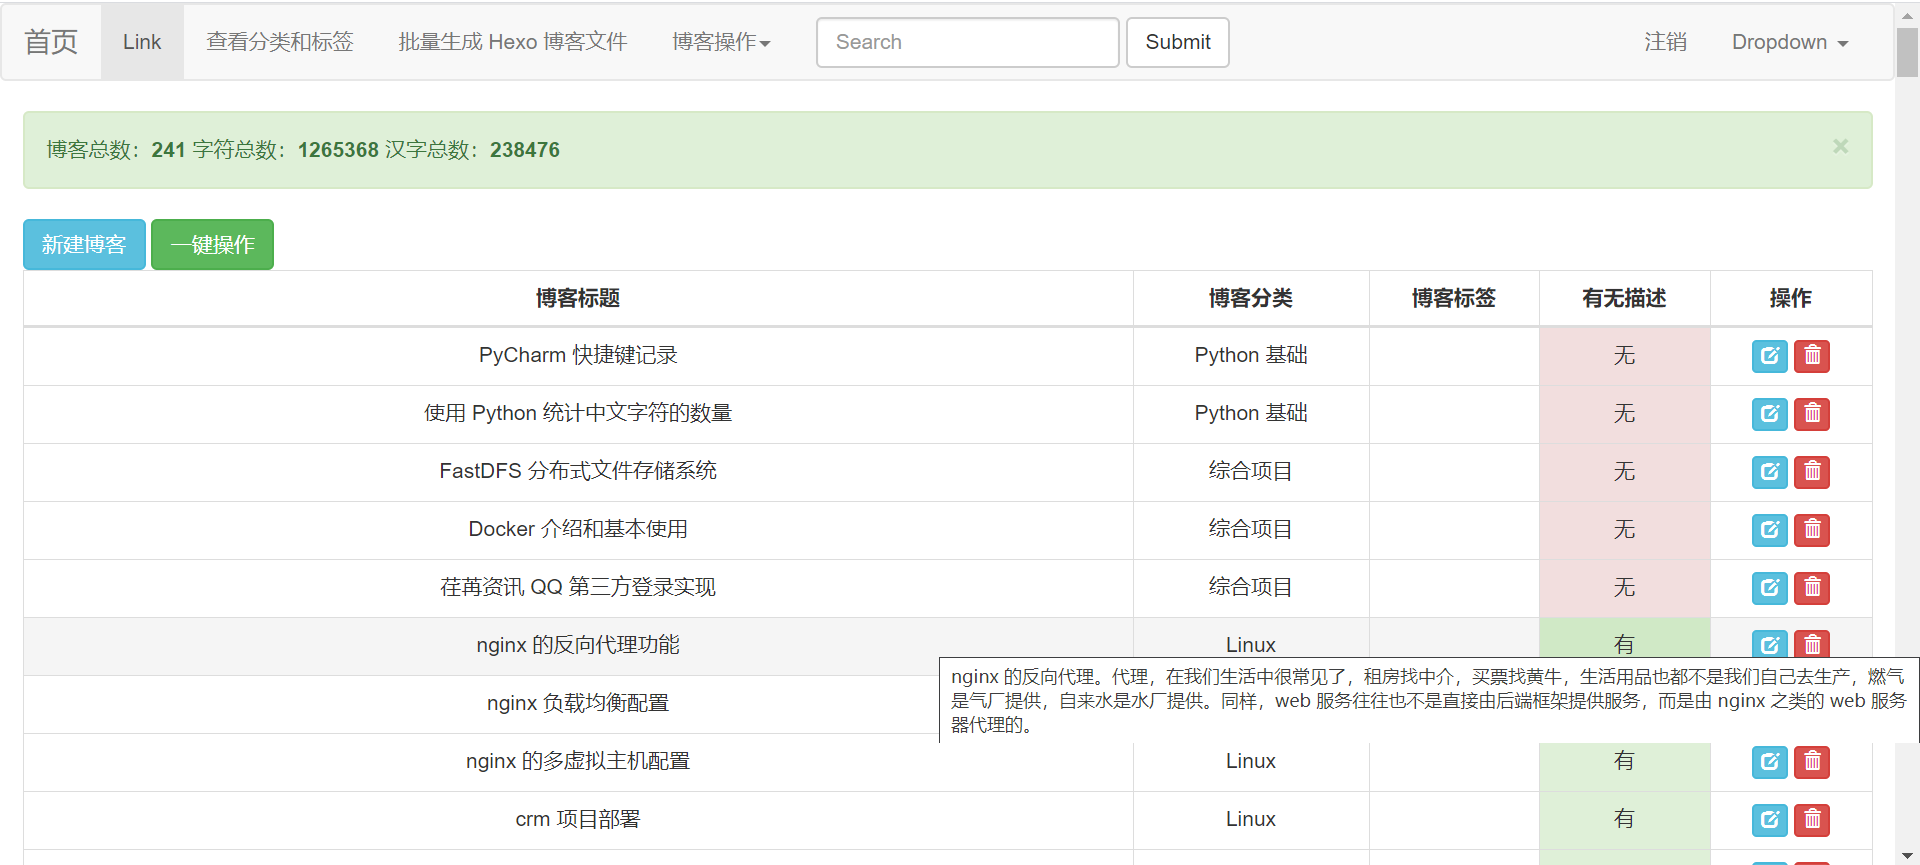 首页 Link 查看分类和标签 批量生成 Hexo 博客文件 博客操作 Search Submit 注销 Dropdown
博客总数：241 字符总数：1265368 汉字总数：238476 ×
新建博客 一键操作
博客标题 博客分类 博客标签 有无描述 操作
PyCharm 快捷键记录 Python 基础 无
使用 Python 统计中文字符的数量 Python 基础 无
FastDFS 分布式文件存储系统 综合项目 无
Docker 介绍和基本使用 综合项目 无
荏苒资讯 QQ 第三方登录实现 综合项目 无
nginx 的反向代理功能 Linux 有
nginx 负载均衡配置
nginx 的反向代理。代理，在我们生活中很常见了，租房找中介，买票找黄牛，生活用品也都不是我们自己去生产，燃气
是气厂提供，自来水是水厂提供。同样，web 服务往往也不是直接由后端框架提供服务，而是由 nginx 之类的 web 服务
器代理的。
nginx 的多虚拟主机配置 Linux 有
crm 项目部署 Linux 有